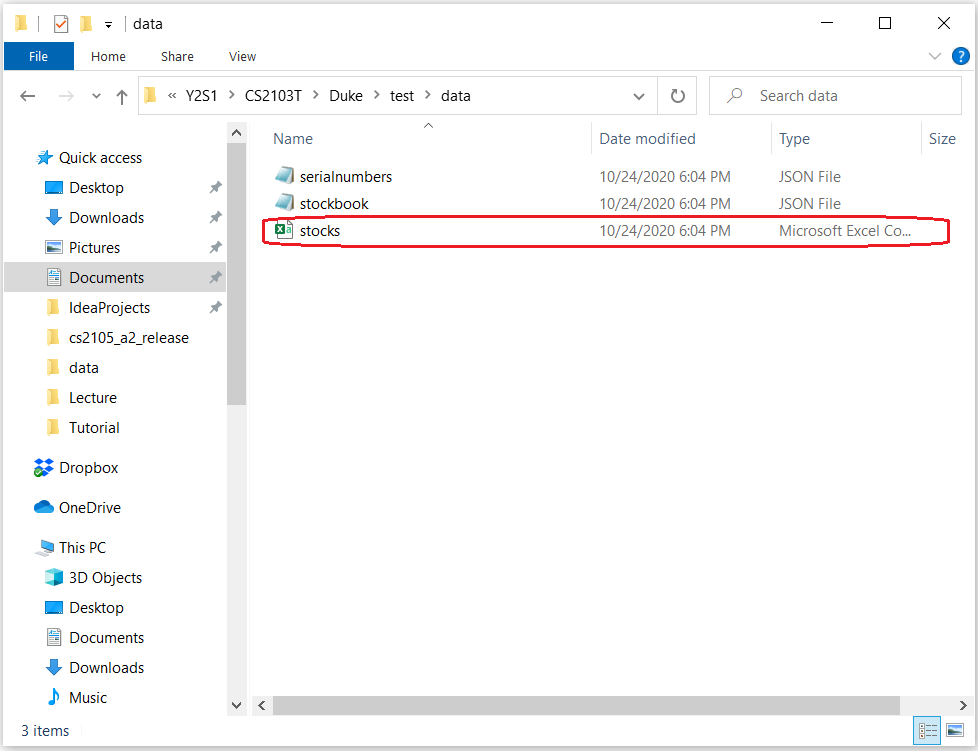 data
File Home Share View
?
« Y2S1 > CS2103T > Duke > test > data
Search data
Name Date modified Type Size
serialnumbers 10/24/2020 6:04 PM JSON File
stockbook 10/24/2020 6:04 PM JSON File
stocks 10/24/2020 6:04 PM Microsoft Excel Co...
Quick access
Desktop
Downloads
Pictures
Documents
IdeaProjects
cs2105_a2_release
data
Lecture
Tutorial
Dropbox
OneDrive
This PC
3D Objects
Desktop
Documents
Downloads
Music
3 items